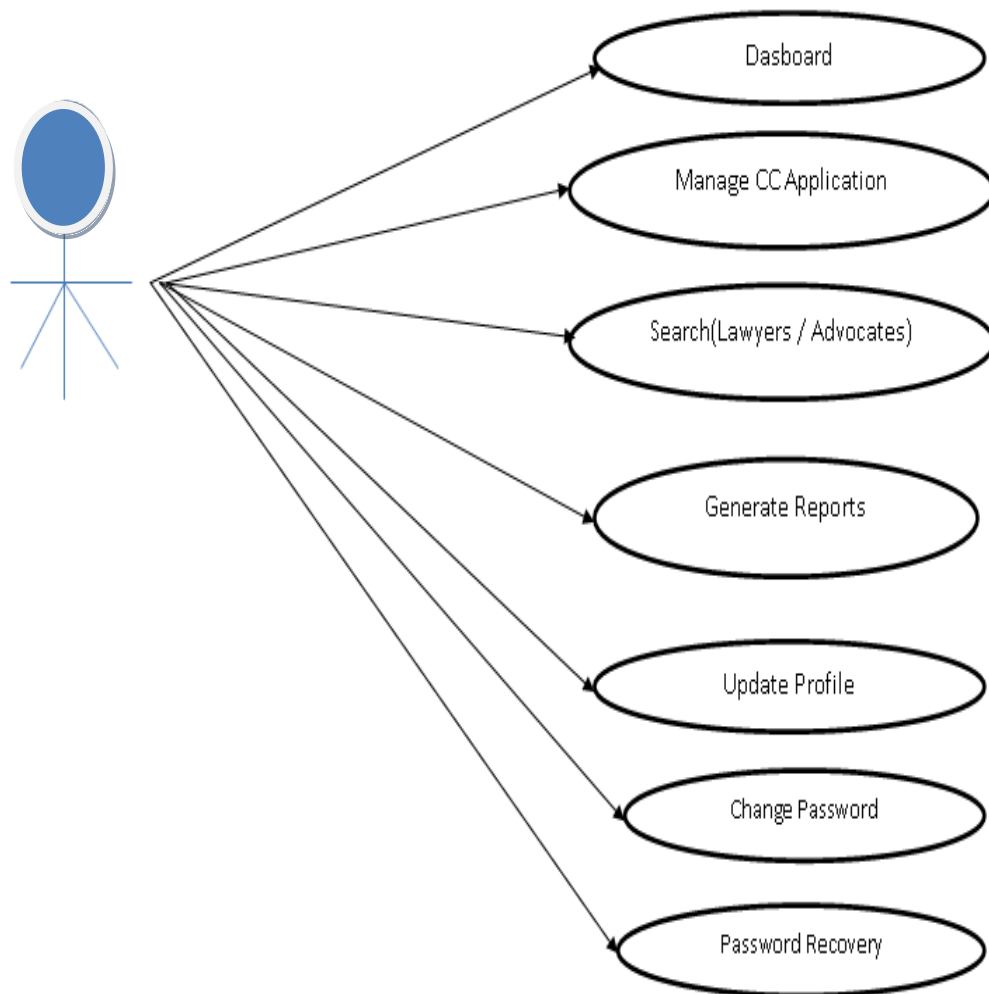 Dasboard
Manage CC Application
Search(Lawyers / Advocates)
Generate Reports
Update Profile
Change Password
Password Recovery